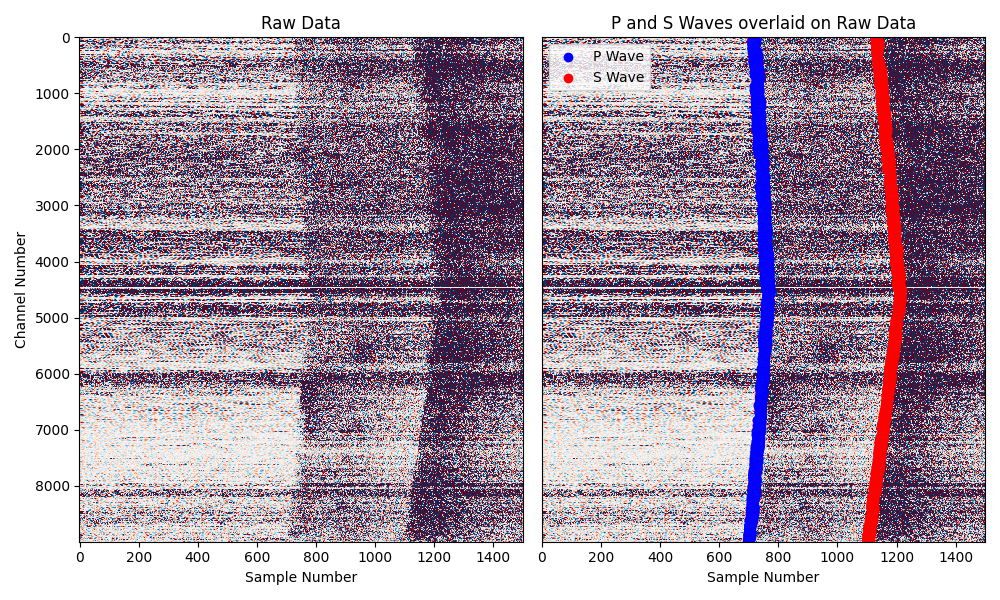 Raw Data
P and S Waves overlaid on Raw Data
P Wave
S Wave
Channel Number
0
1000
2000
3000
4000
5000
6000
7000
8000
0 200 400 600 800 1000 1200 1400
0 200 400 600 800 1000 1200 1400
Sample Number
Sample Number